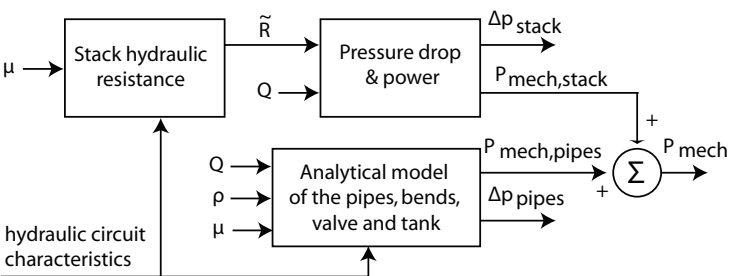 μ
Stack hydraulic
resistance
R̃
Q
Pressure drop
& power
Δp stack
P mech,stack
+
Q
ρ
μ
Analytical model
of the pipes, bends,
valve and tank
P mech,pipes
+
Δp pipes
Σ
P mech
hydraulic circuit
characteristics